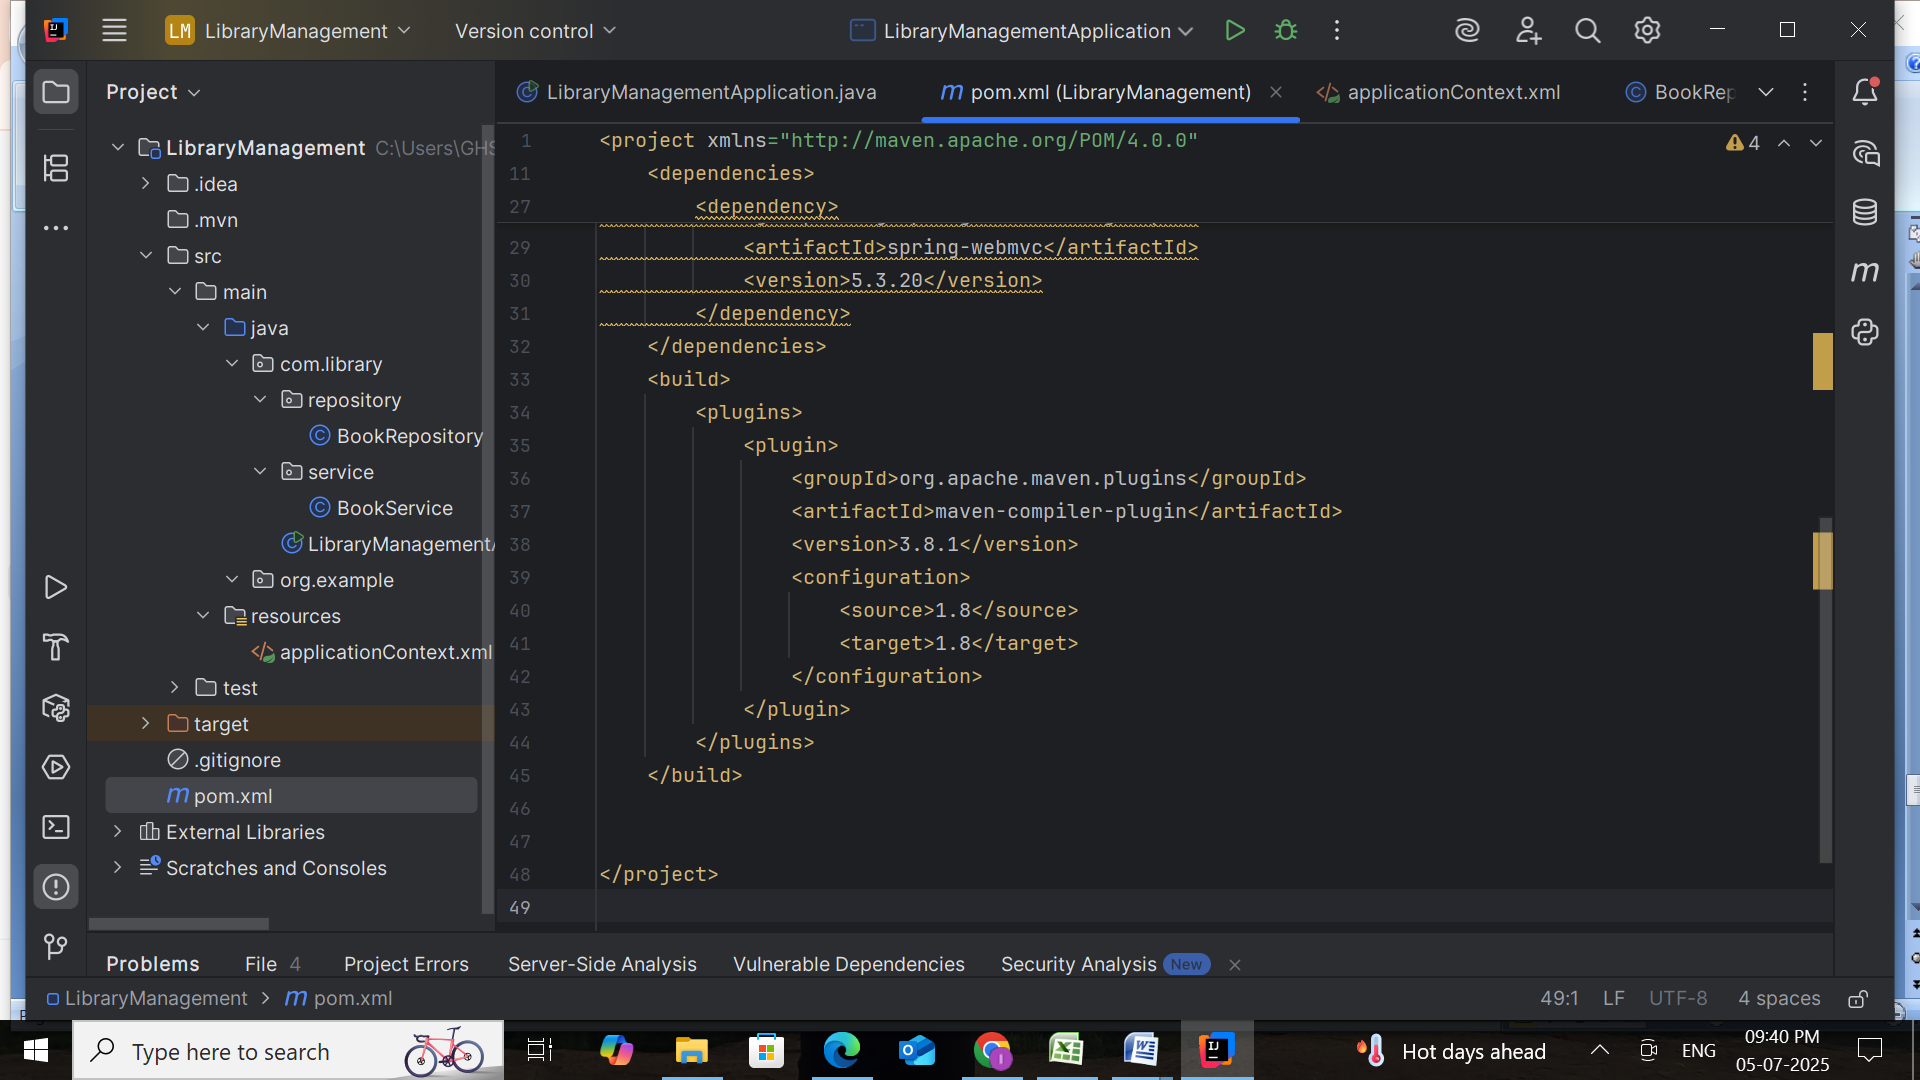 LM LibraryManagement Version control LibraryManagementApplication
Project
LibraryManagementApplication.java pom.xml (LibraryManagement) applicationContext.xml BookRep
LibraryManagement C:\Users\GHS
.idea
.mvn
src
main
java
com.library
repository
BookRepository
service
BookService
LibraryManagementA
org.example
resources
applicationContext.xml
test
target
.gitignore
pom.xml
External Libraries
Scratches and Consoles
1 <project xmlns="http://maven.apache.org/POM/4.0.0" 4
11 <dependencies>
27 <dependency>
29 <artifactId>spring-webmvc</artifactId>
30 <version>5.3.20</version>
31 </dependency>
32 </dependencies>
33 <build>
34 <plugins>
35 <plugin>
36 <groupId>org.apache.maven.plugins</groupId>
37 <artifactId>maven-compiler-plugin</artifactId>
38 <version>3.8.1</version>
39 <configuration>
40 <source>1.8</source>
41 <target>1.8</target>
42 </configuration>
43 </plugin>
44 </plugins>
45 </build>
46
47
48 </project>
49
Problems File 4 Project Errors Server-Side Analysis Vulnerable Dependencies Security Analysis New
LibraryManagement > m pom.xml 49:1 LF UTF-8 4 spaces
Type here to search Hot days ahead ENG 09:40 PM
05-07-2025